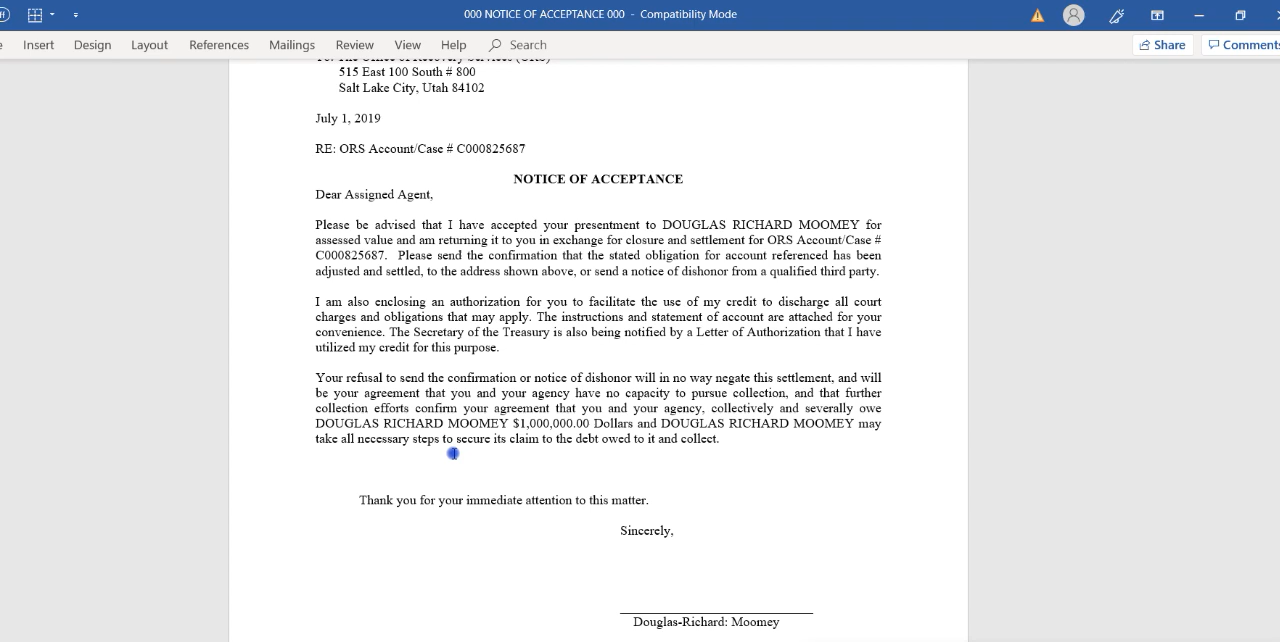 000 NOTICE OF ACCEPTANCE 000 - Compatibility Mode
Insert Design Layout References Mailings Review View Help Search Share Comments
515 East 100 South # 800
Salt Lake City, Utah 84102
July 1, 2019
RE: ORS Account/Case # C000825687
NOTICE OF ACCEPTANCE
Dear Assigned Agent,
Please be advised that I have accepted your presentment to DOUGLAS RICHARD MOOMEY for
assessed value and am returning it to you in exchange for closure and settlement for ORS Account/Case #
C000825687. Please send the confirmation that the stated obligation for account referenced has been
adjusted and settled, to the address shown above, or send a notice of dishonor from a qualified third party.
I am also enclosing an authorization for you to facilitate the use of my credit to discharge all court
charges and obligations that may apply. The instructions and statement of account are attached for your
convenience. The Secretary of the Treasury is also being notified by a Letter of Authorization that I have
utilized my credit for this purpose.
Your refusal to send the confirmation or notice of dishonor will in no way negate this settlement, and will
be your agreement that you and your agency have no capacity to pursue collection, and that further
collection efforts confirm your agreement that you and your agency, collectively and severally owe
DOUGLAS RICHARD MOOMEY $1,000,000.00 Dollars and DOUGLAS RICHARD MOOMEY may
take all necessary steps to secure its claim to the debt owed to it and collect.
Thank you for your immediate attention to this matter.
Sincerely,
Douglas-Richard: Moomey